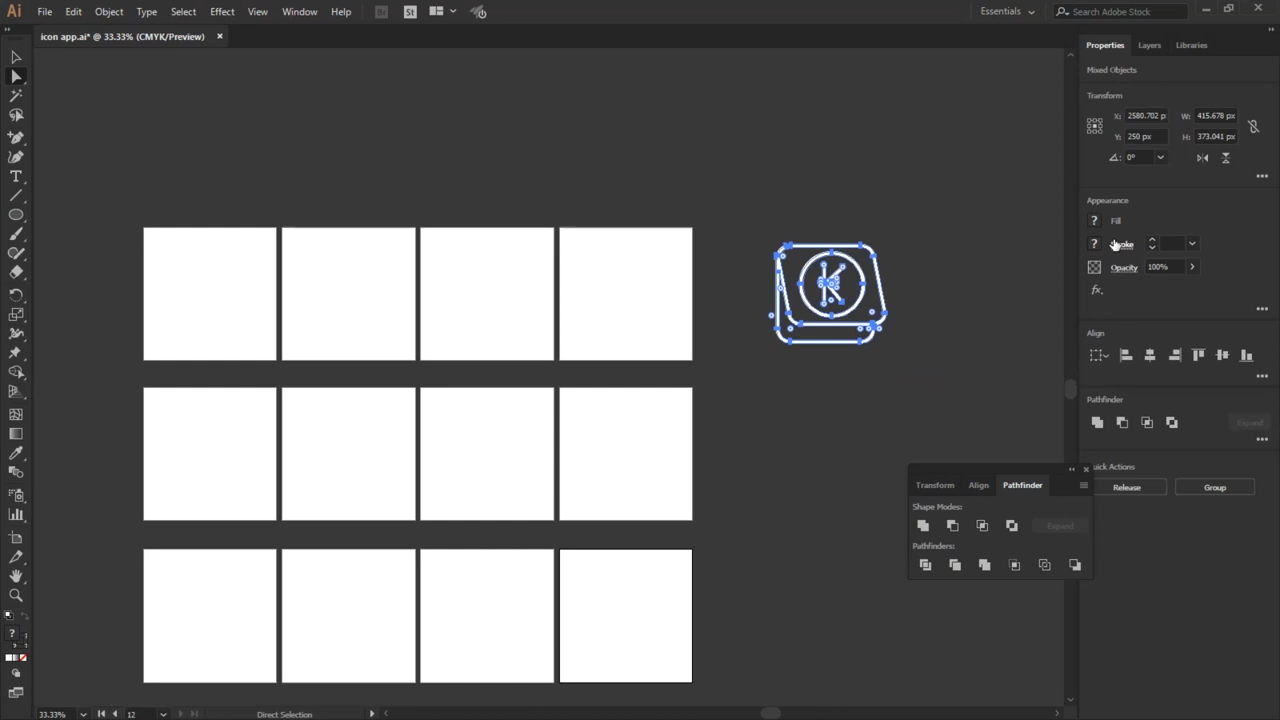 Ai File Edit Object Type Select Effect View Window Help Br St Essentials Search Adobe Stock
icon app.ai* @ 33.33% (CMYK/Preview)
Properties Layers Libraries
Mixed Objects
Transform
X: 2580.702 p W: 415.678 px
Y: 250 px H: 373.041 px
0°
Appearance
? Fill
?
Opacity 100%
fx
Align
Pathfinder
Expand
Quick Actions
Release Group
Transform Align Pathfinder
Shape Modes:
Expand
Pathfinders:
K
T
?
33.33% 12 Direct Selection